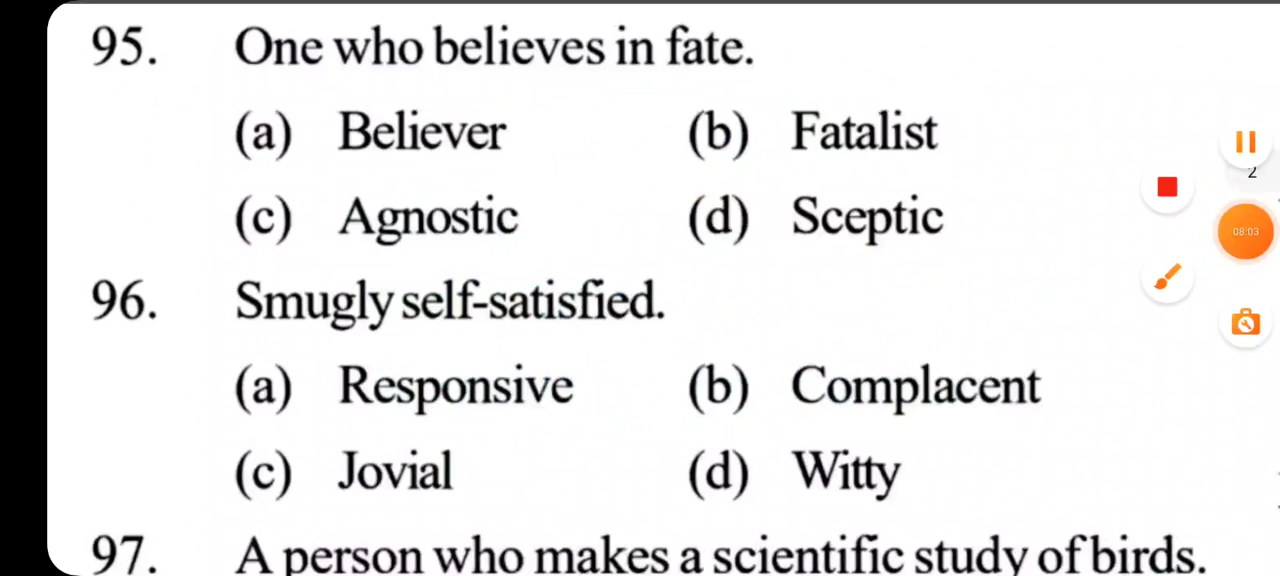 95. One who believes in fate.
(a) Believer (b) Fatalist
(c) Agnostic (d) Sceptic
96. Smugly self-satisfied.
(a) Responsive (b) Complacent
(c) Jovial (d) Witty
97. A person who makes a scientific study of birds.
2
08:03